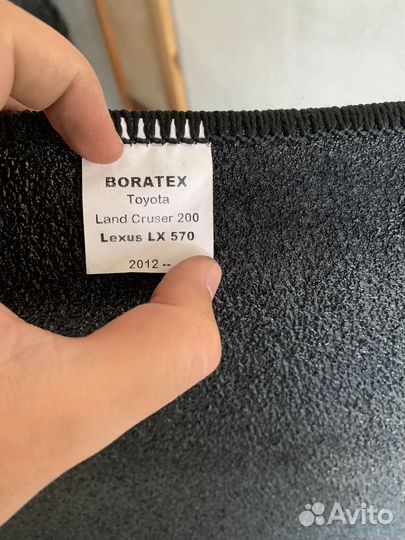 BORATEX
Toyota
Land Cruser 200
Lexus LX 570
2012 --
Avito